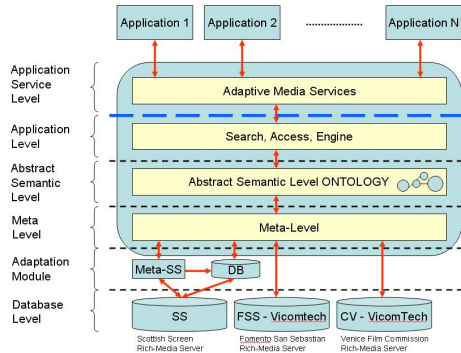 Application 1
Application 2
Application N
Application
Service
Level
Adaptive Media Services
Application
Level
Search, Access, Engine
Abstract
Semantic
Level
Abstract Semantic Level ONTOLOGY
Meta
Level
Meta-Level
Adaptation
Module
Meta-SS
DB
Database
Level
SS
FSS - Vicomtech
CV - VicomTech
Scottish Screen
Rich-Media Server
Fomento San Sebastian
Rich-Media Server
Venice Film Commission
Rich-Media Server